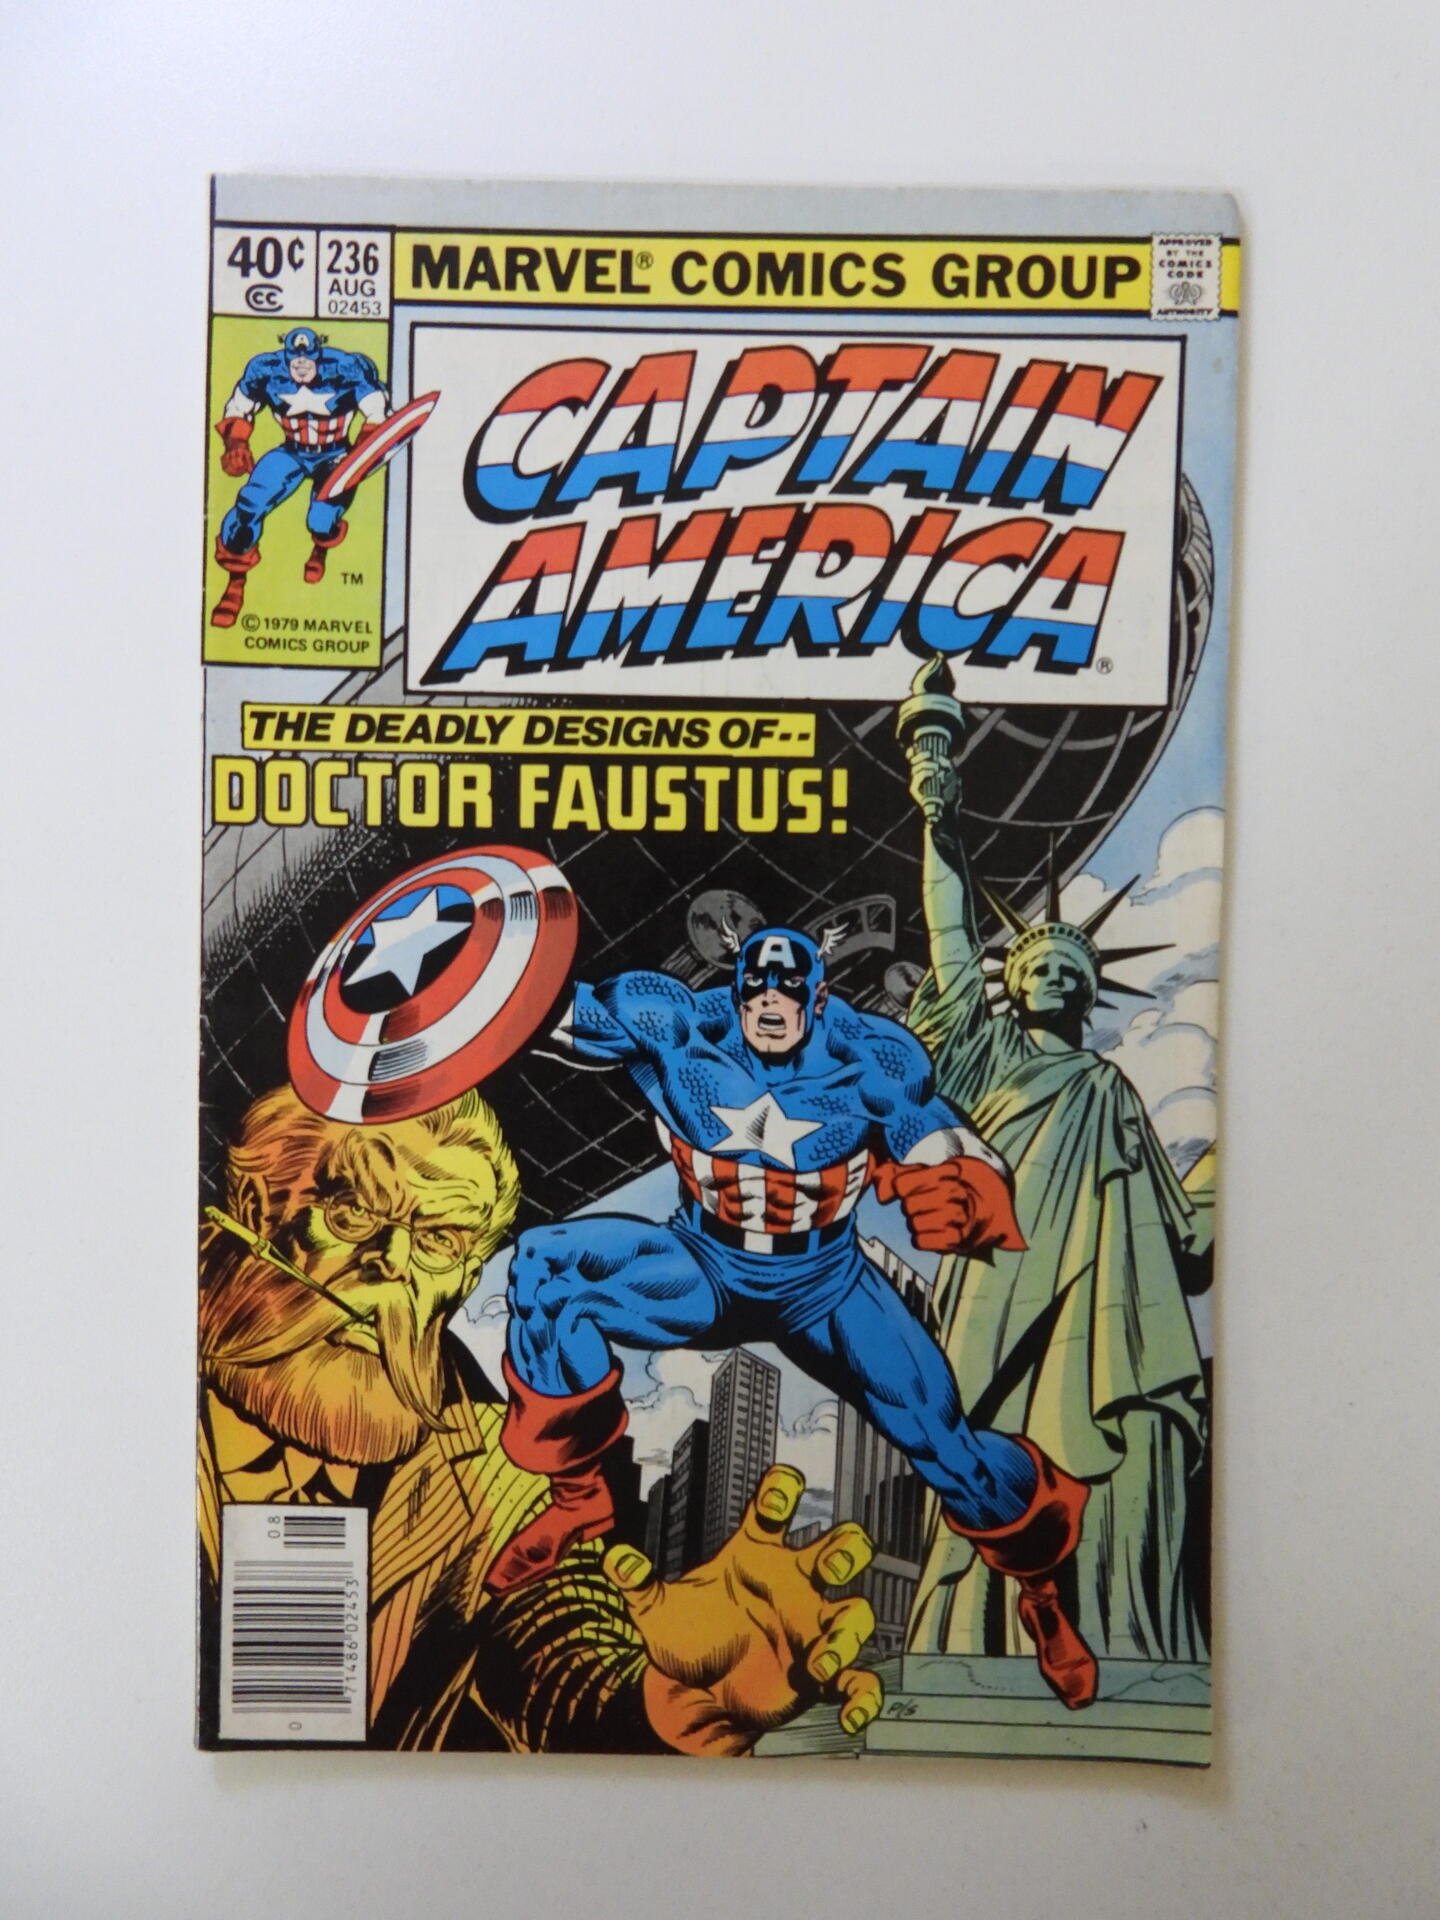 40¢
CC
236
AUG
02453
MARVEL® COMICS GROUP
APPROVED
BY THE
COMICS
CODE
AUTHORITY
CAPTAIN
AMERICA®
A
TM
© 1979 MARVEL
COMICS GROUP
THE DEADLY DESIGNS OF--
DOCTOR FAUSTUS!
A
08
71486 02453
0
P/S